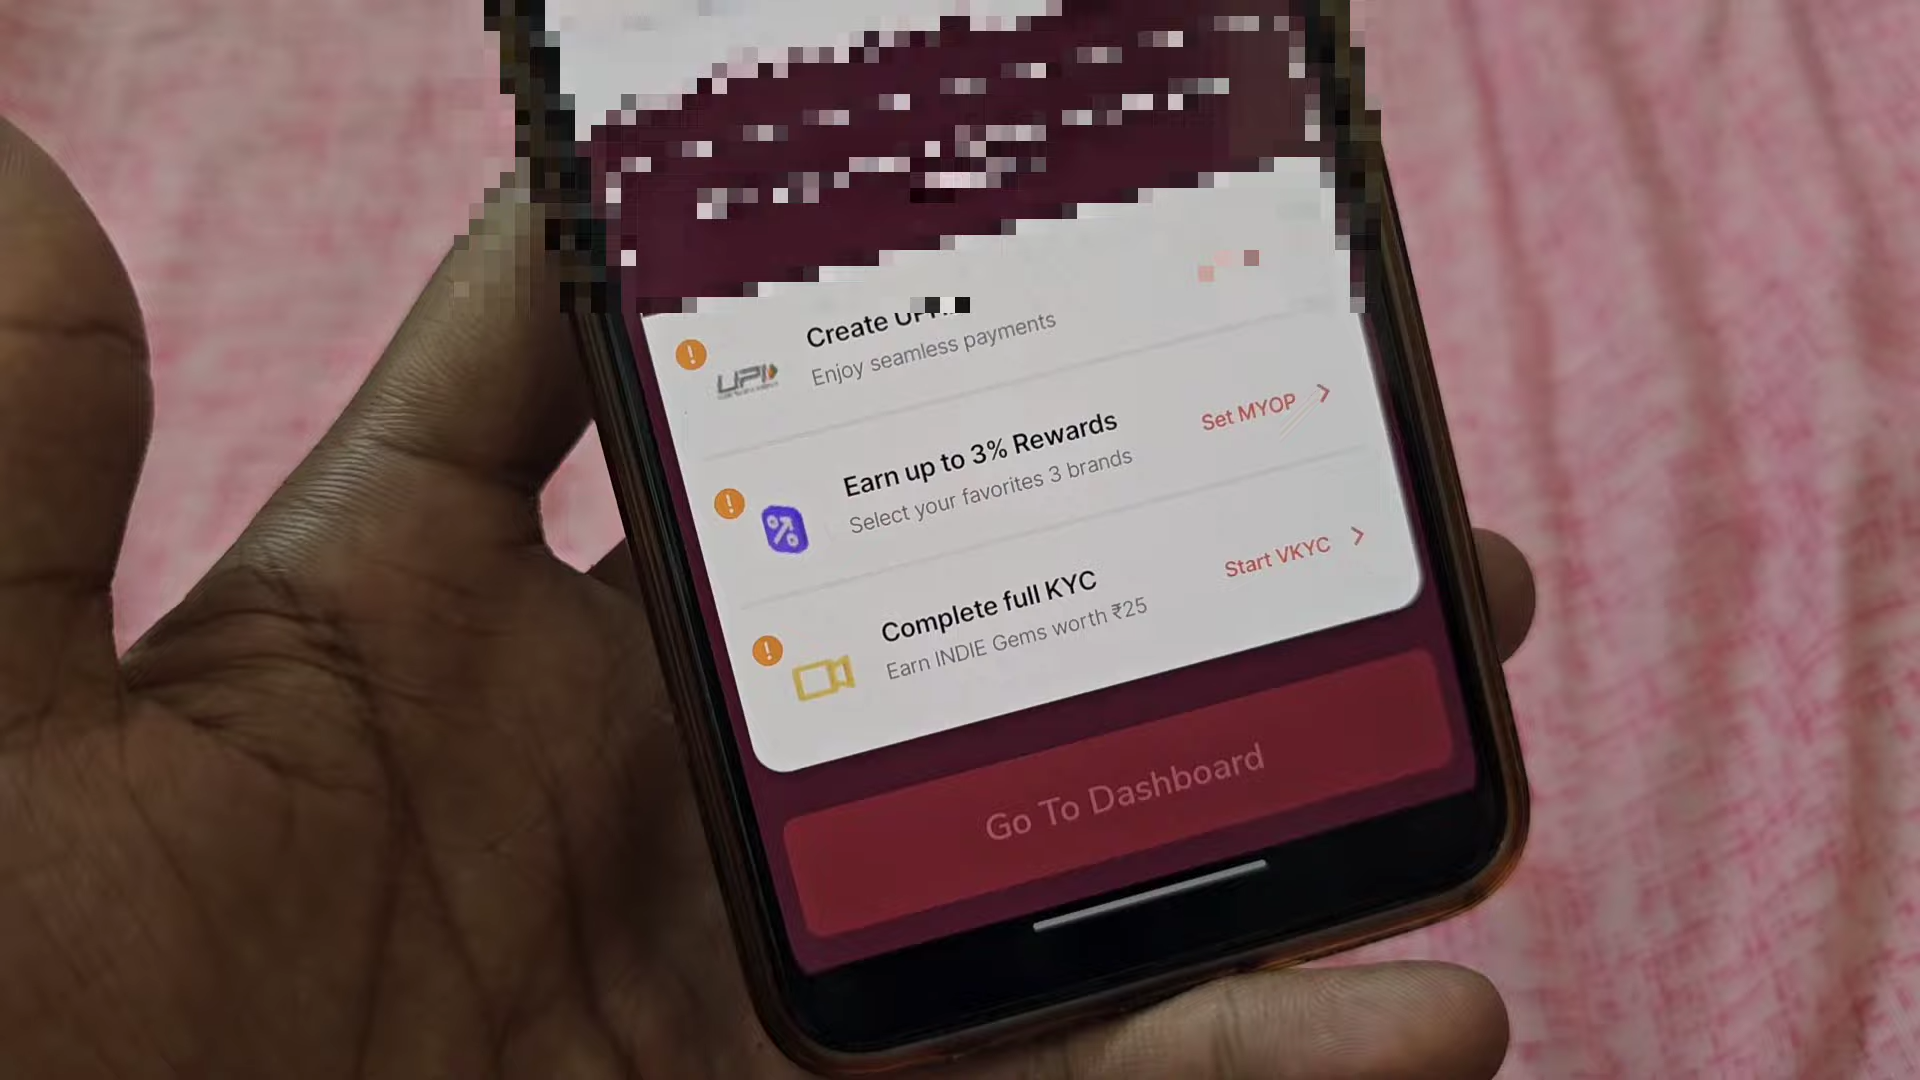 Create
Enjoy seamless payments
UPI
Earn up to 3% Rewards
Select your favorites 3 brands
Set MYOP
Complete full KYC
Earn INDIE Gems worth ₹25
Start VKYC
Go To Dashboard